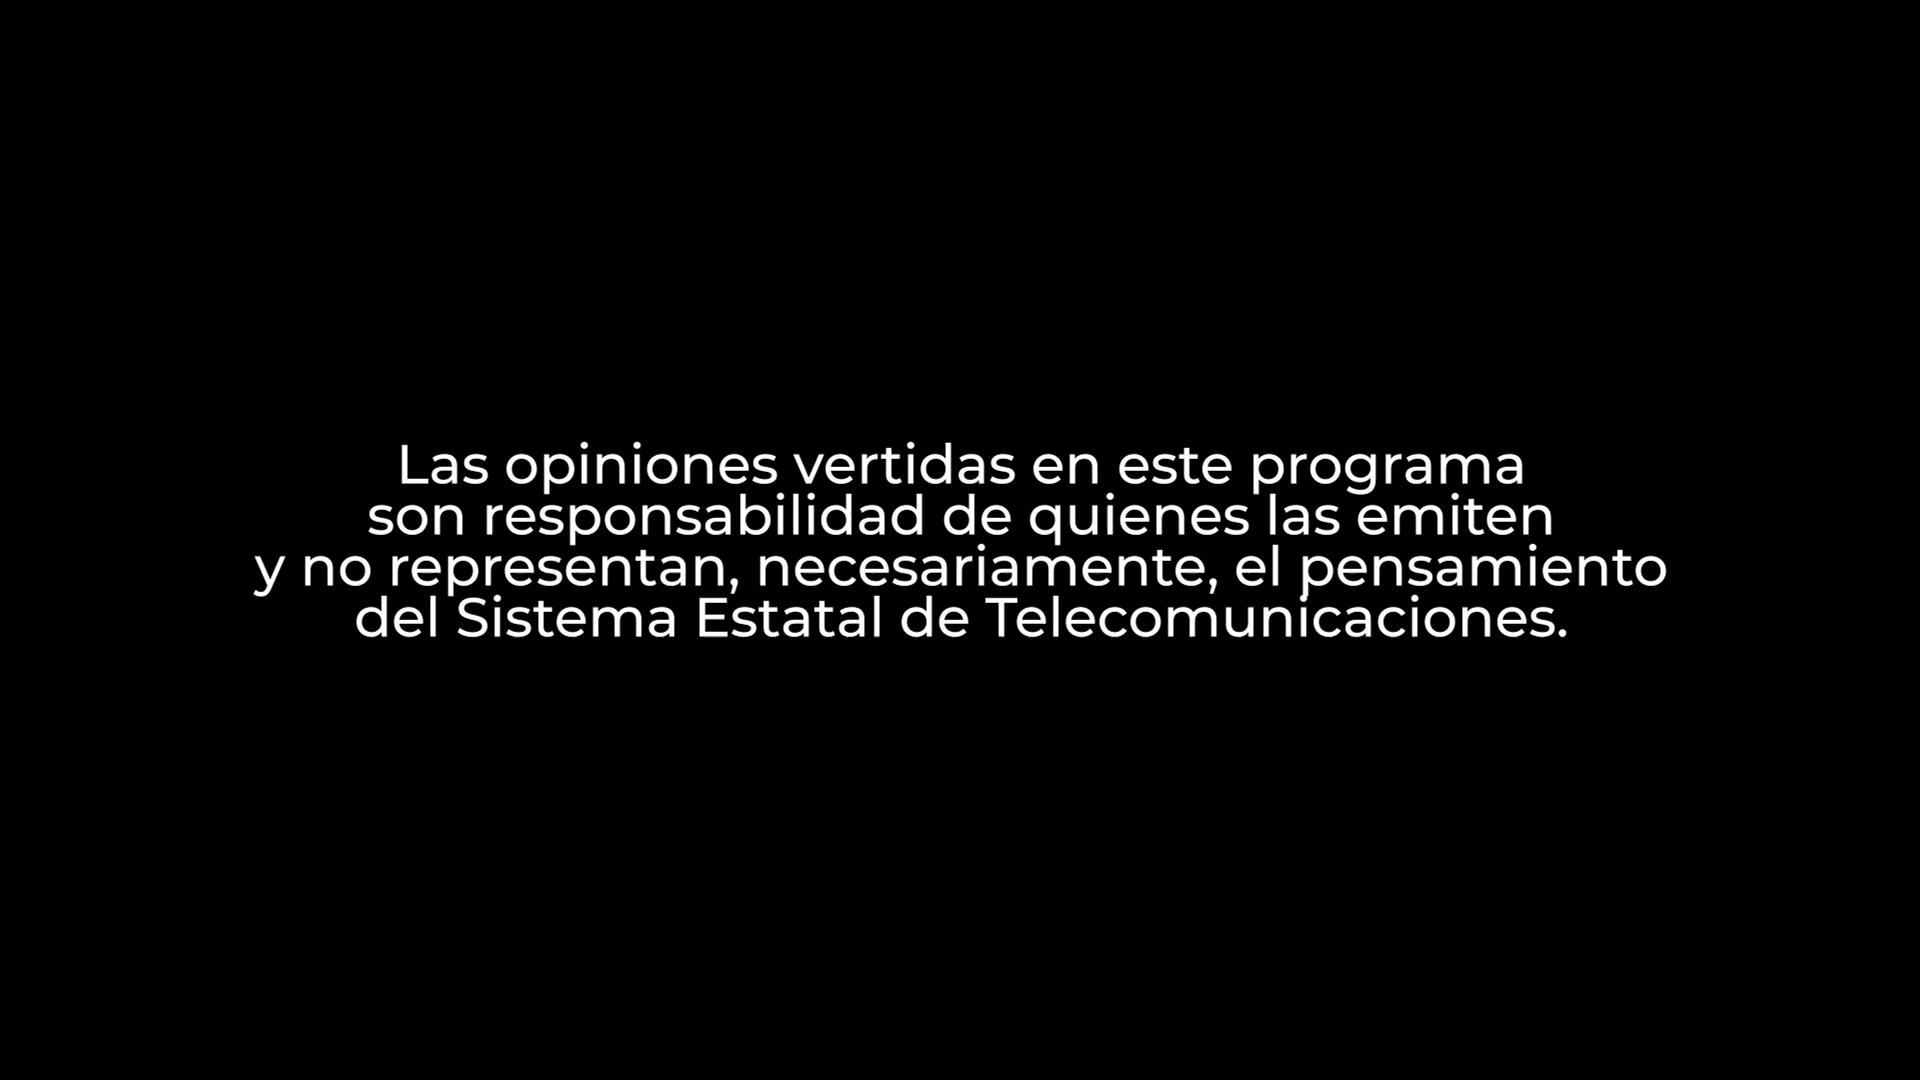 Las opiniones vertidas en este programa
son responsabilidad de quienes las emiten
y no representan, necesariamente, el pensamiento
del Sistema Estatal de Telecomunicaciones.